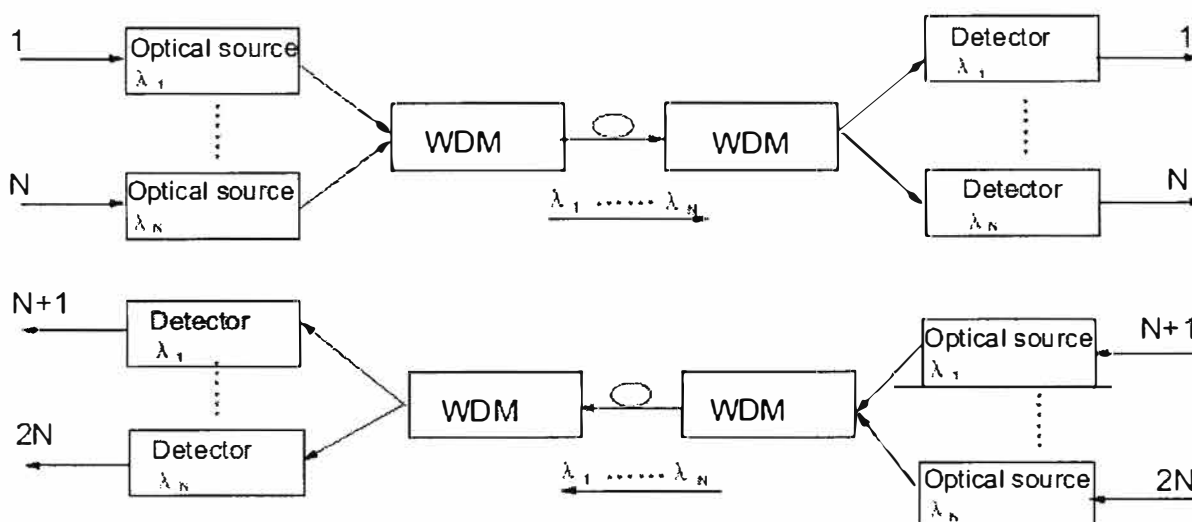 1
Optical source
λ 1
N
Optical source
λ N
WDM
WDM
λ 1 ...... λ N
Detector
λ 1
1
Detector
λ N
N
N+1
Detector
λ 1
2N
Detector
λ N
WDM
WDM
λ 1 ...... λ N
Optical source
λ 1
N+1
Optical source
λ N
2N